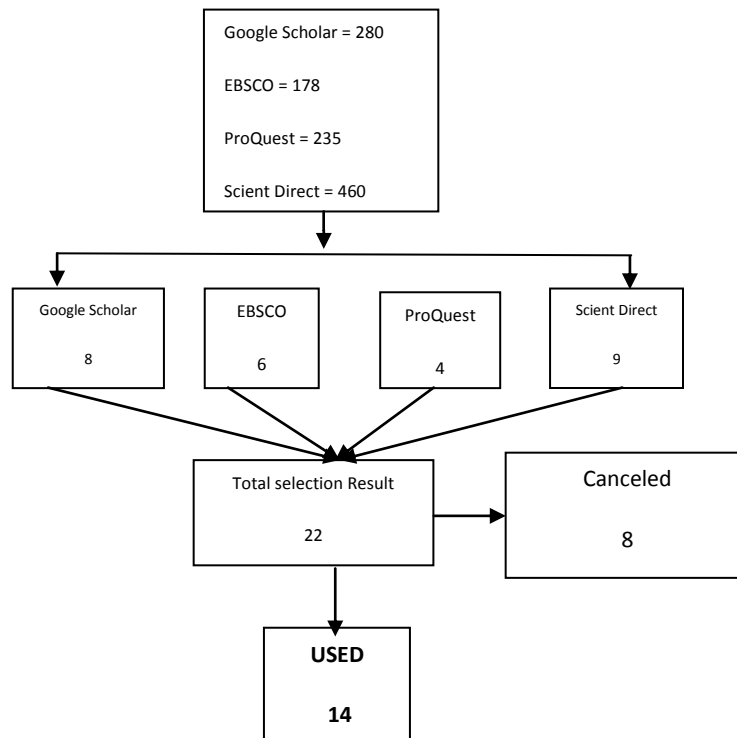 Google Scholar = 280
EBSCO = 178
ProQuest = 235
Scient Direct = 460
Google Scholar
8
EBSCO
6
ProQuest
4
Scient Direct
9
Total selection Result
22
Canceled
8
USED
14